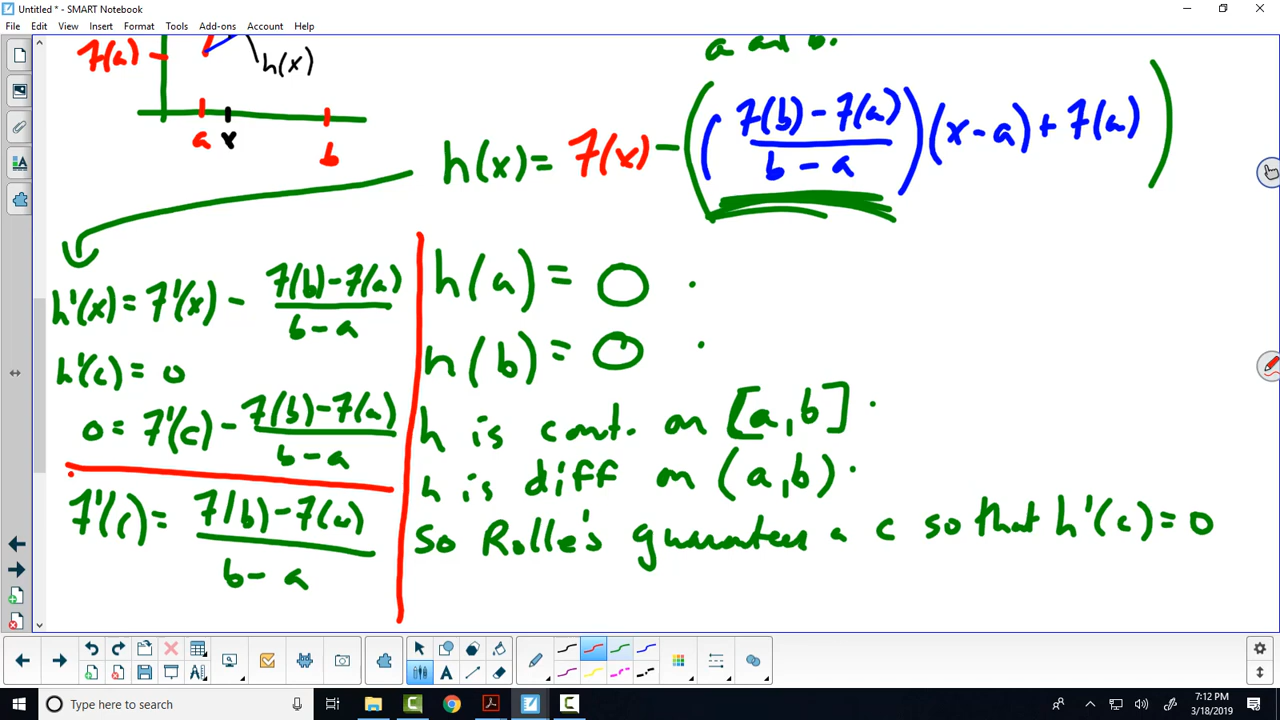 Untitled * - SMART Notebook
File Edit View Insert Format Tools Add-ons Account Help
f(a)
h(x)
a x b
a and b.
h(x) = f(x) - ( ( f(b) - f(a) / b - a ) (x - a) + f(a) )
h'(x) = f'(x) - f(b) - f(a) / b - a
h'(c) = 0
0 = f'(c) - f(b) - f(a) / b - a
f'(c) = f(b) - f(a) / b - a
h(a) = 0 .
h(b) = 0 .
h is cont. on [a,b] .
h is diff on (a,b) .
So Rolle's guarantees a c so that h'(c) = 0
Type here to search
7:12 PM
3/18/2019